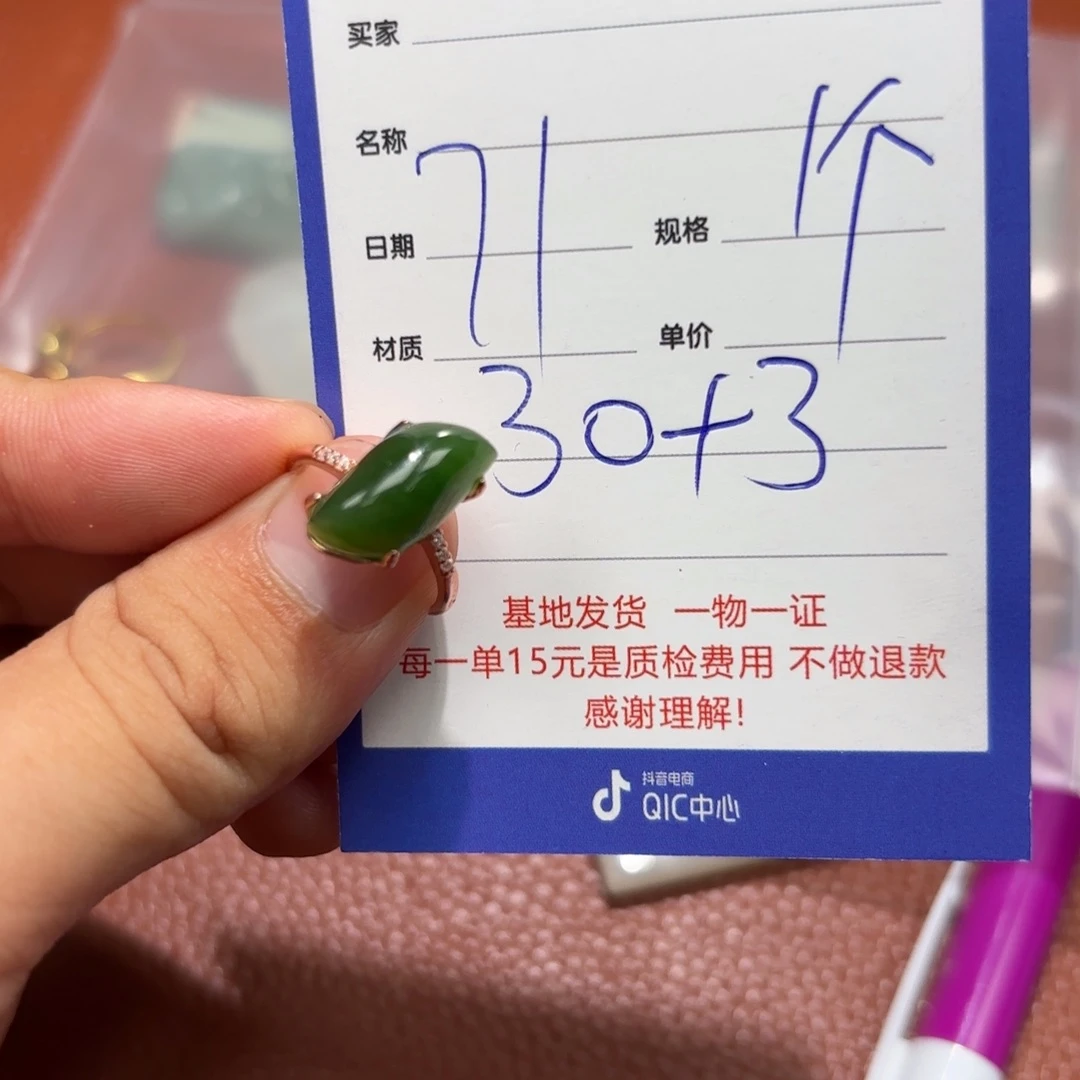 买家
名称
71 1个
日期 规格
材质 单价
30+3
基地发货 一物一证
每一单15元是质检费用 不做退款
感谢理解!
抖音电商
QIC中心